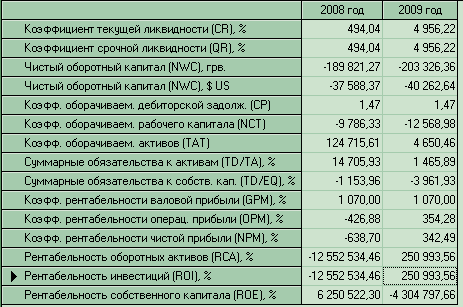 2008 год 2009 год
Коэффициент текущей ликвидности (CR), % 494,04 4 956,22
Коэффициент срочной ликвидности (QR), % 494,04 4 956,22
Чистый оборотный капитал (NWC), грв. -189 821,27 -203 326,36
Чистый оборотный капитал (NWC), $ US -37 588,37 -40 262,64
Коэфф. оборачиваем. дебиторской задолж. (CP) 1,47 1,47
Коэфф. оборачиваем. рабочего капитала (NCT) -9 786,33 -12 568,98
Коэфф. оборачиваем. активов (TAT) 124 715,61 4 650,46
Суммарные обязательства к активам (TD/TA), % 14 705,93 1 465,89
Суммарные обязательства к собств. кап. (TD/EQ), % -1 153,96 -3 961,93
Коэфф. рентабельности валовой прибыли (GPM), % 1 070,00 1 070,00
Коэфф. рентабельности операц. прибыли (OPM), % -426,88 354,28
Коэфф. рентабельности чистой прибыли (NPM), % -638,70 342,49
Рентабельность оборотных активов (RCA), % -12 552 534,46 250 993,56
Рентабельность инвестиций (ROI), % -12 552 534,46 250 993,56
Рентабельность собственного капитала (ROE), % 6 250 522,30 -4 304 797,66